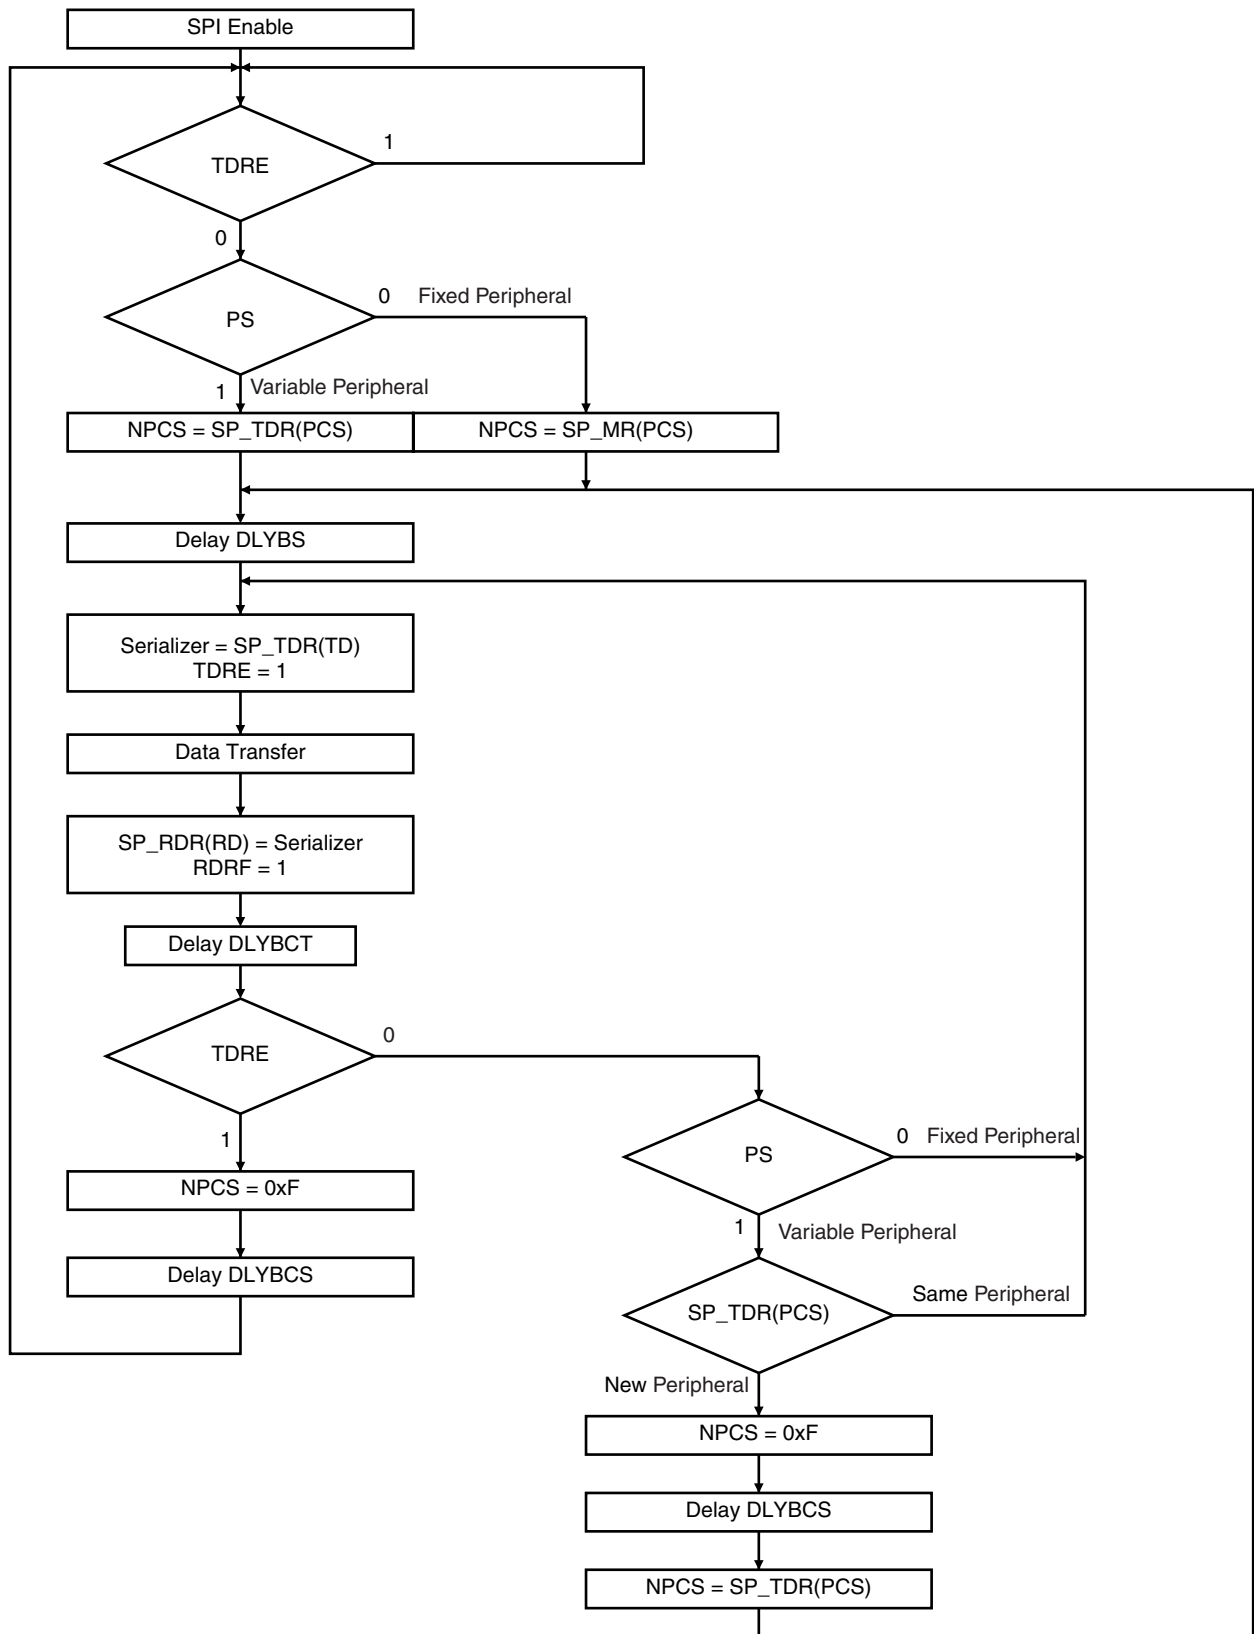 SPI Enable
TDRE
1
0
PS
0 Fixed Peripheral
1 Variable Peripheral
NPCS = SP_TDR(PCS)
NPCS = SP_MR(PCS)
Delay DLYBS
Serializer = SP_TDR(TD)
TDRE = 1
Data Transfer
SP_RDR(RD) = Serializer
RDRF = 1
Delay DLYBCT
TDRE
0
1
NPCS = 0xF
Delay DLYBCS
PS
0 Fixed Peripheral
1 Variable Peripheral
SP_TDR(PCS)
Same Peripheral
New Peripheral
NPCS = 0xF
Delay DLYBCS
NPCS = SP_TDR(PCS)